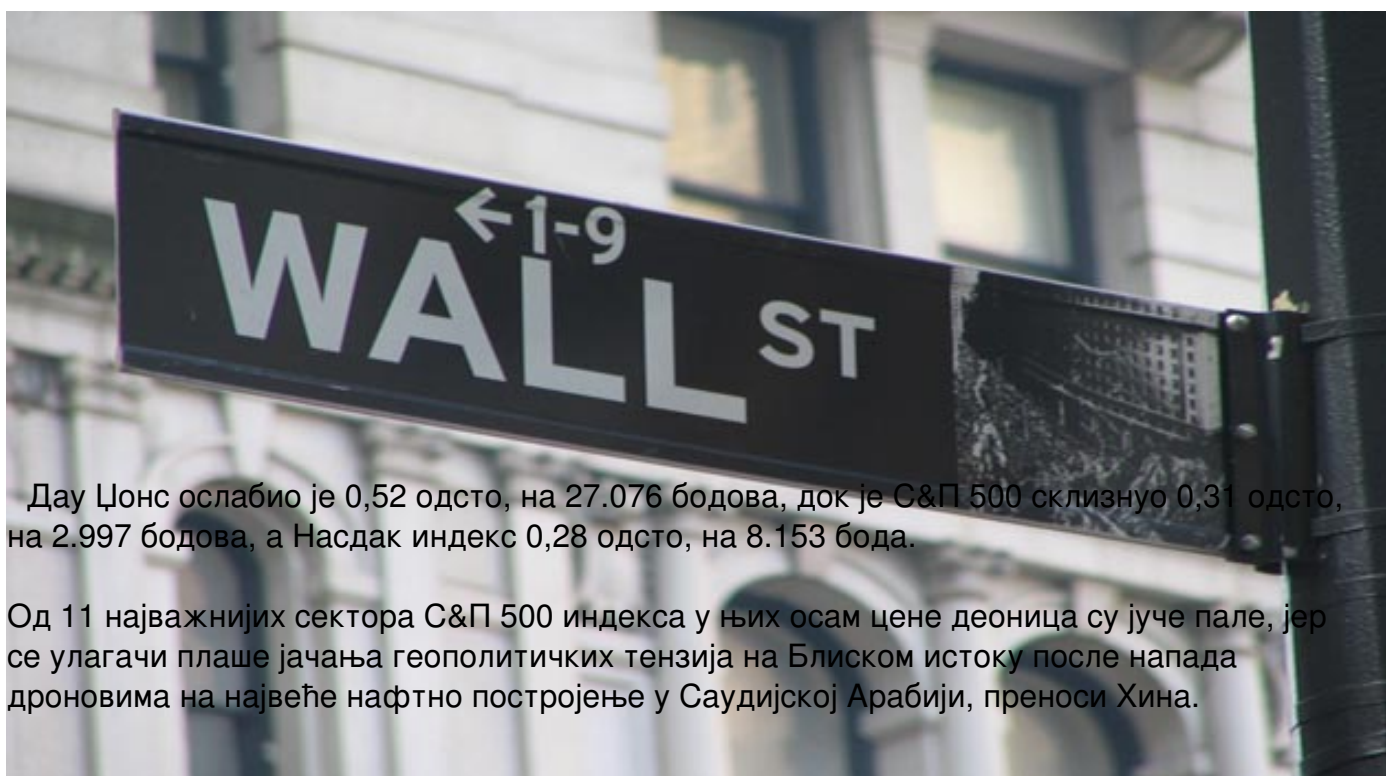 ←1-9
WALL ST
Дау Џонс ослабио је 0,52 одсто, на 27.076 бодова, док је С&П 500 склизнуо 0,31 одсто,
на 2.997 бодова, а Насдак индекс 0,28 одсто, на 8.153 бода.
Од 11 најважнијих сектора С&П 500 индекса у њих осам цене деоница су јуче пале, јер
се улагачи плаше јачања геополитичких тензија на Блиском истоку после напада
дроновима на највеће нафтно постројење у Саудијској Арабији, преноси Хина.